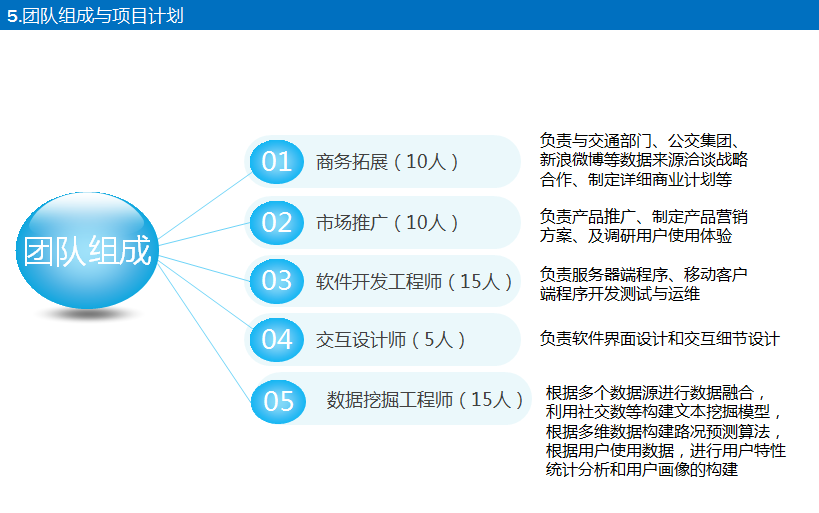 5.团队组成与项目计划
团队组成
01 商务拓展（10人）
负责与交通部门、公交集团、
新浪微博等数据来源洽谈战略
合作、制定详细商业计划等
02 市场推广（10人）
负责产品推广、制定产品营销
方案、及调研用户使用体验
03 软件开发工程师（15人）
负责服务器端程序、移动客户
端程序开发测试与运维
04 交互设计师（5人）
负责软件界面设计和交互细节设计
05 数据挖掘工程师（15人）
根据多个数据源进行数据融合，
利用社交数等构建文本挖掘模型，
根据多维数据构建路况预测算法，
根据用户使用数据，进行用户特性
统计分析和用户画像的构建